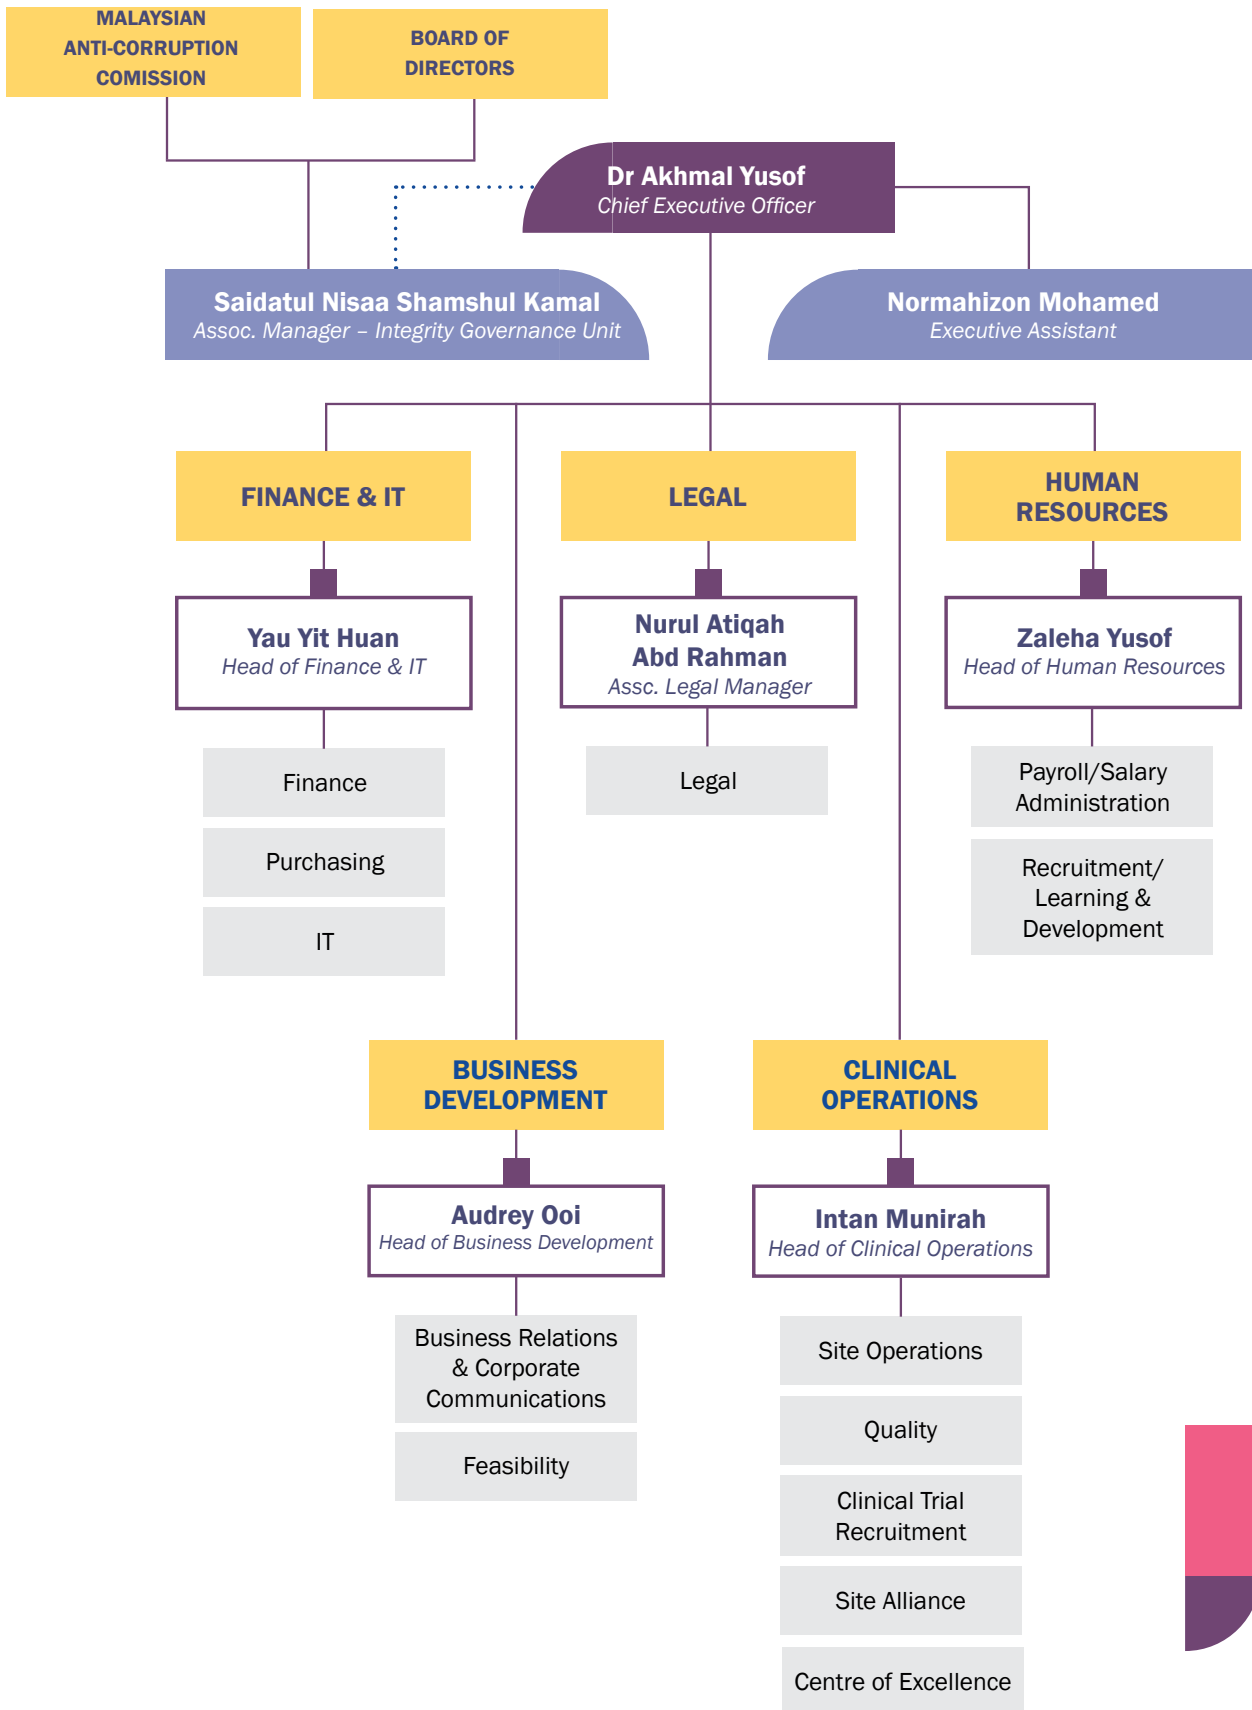 MALAYSIAN
ANTI-CORRUPTION
COMISSION
BOARD OF
DIRECTORS
Dr Akhmal Yusof
Chief Executive Officer
Saidatul Nisaa Shamshul Kamal
Assoc. Manager – Integrity Governance Unit
Normahizon Mohamed
Executive Assistant
FINANCE & IT
LEGAL
HUMAN
RESOURCES
Yau Yit Huan
Head of Finance & IT
Nurul Atiqah
Abd Rahman
Assc. Legal Manager
Zaleha Yusof
Head of Human Resources
Finance
Purchasing
IT
Legal
Payroll/Salary
Administration
Recruitment/
Learning &
Development
BUSINESS
DEVELOPMENT
CLINICAL
OPERATIONS
Audrey Ooi
Head of Business Development
Intan Munirah
Head of Clinical Operations
Business Relations
& Corporate
Communications
Feasibility
Site Operations
Quality
Clinical Trial
Recruitment
Site Alliance
Centre of Excellence